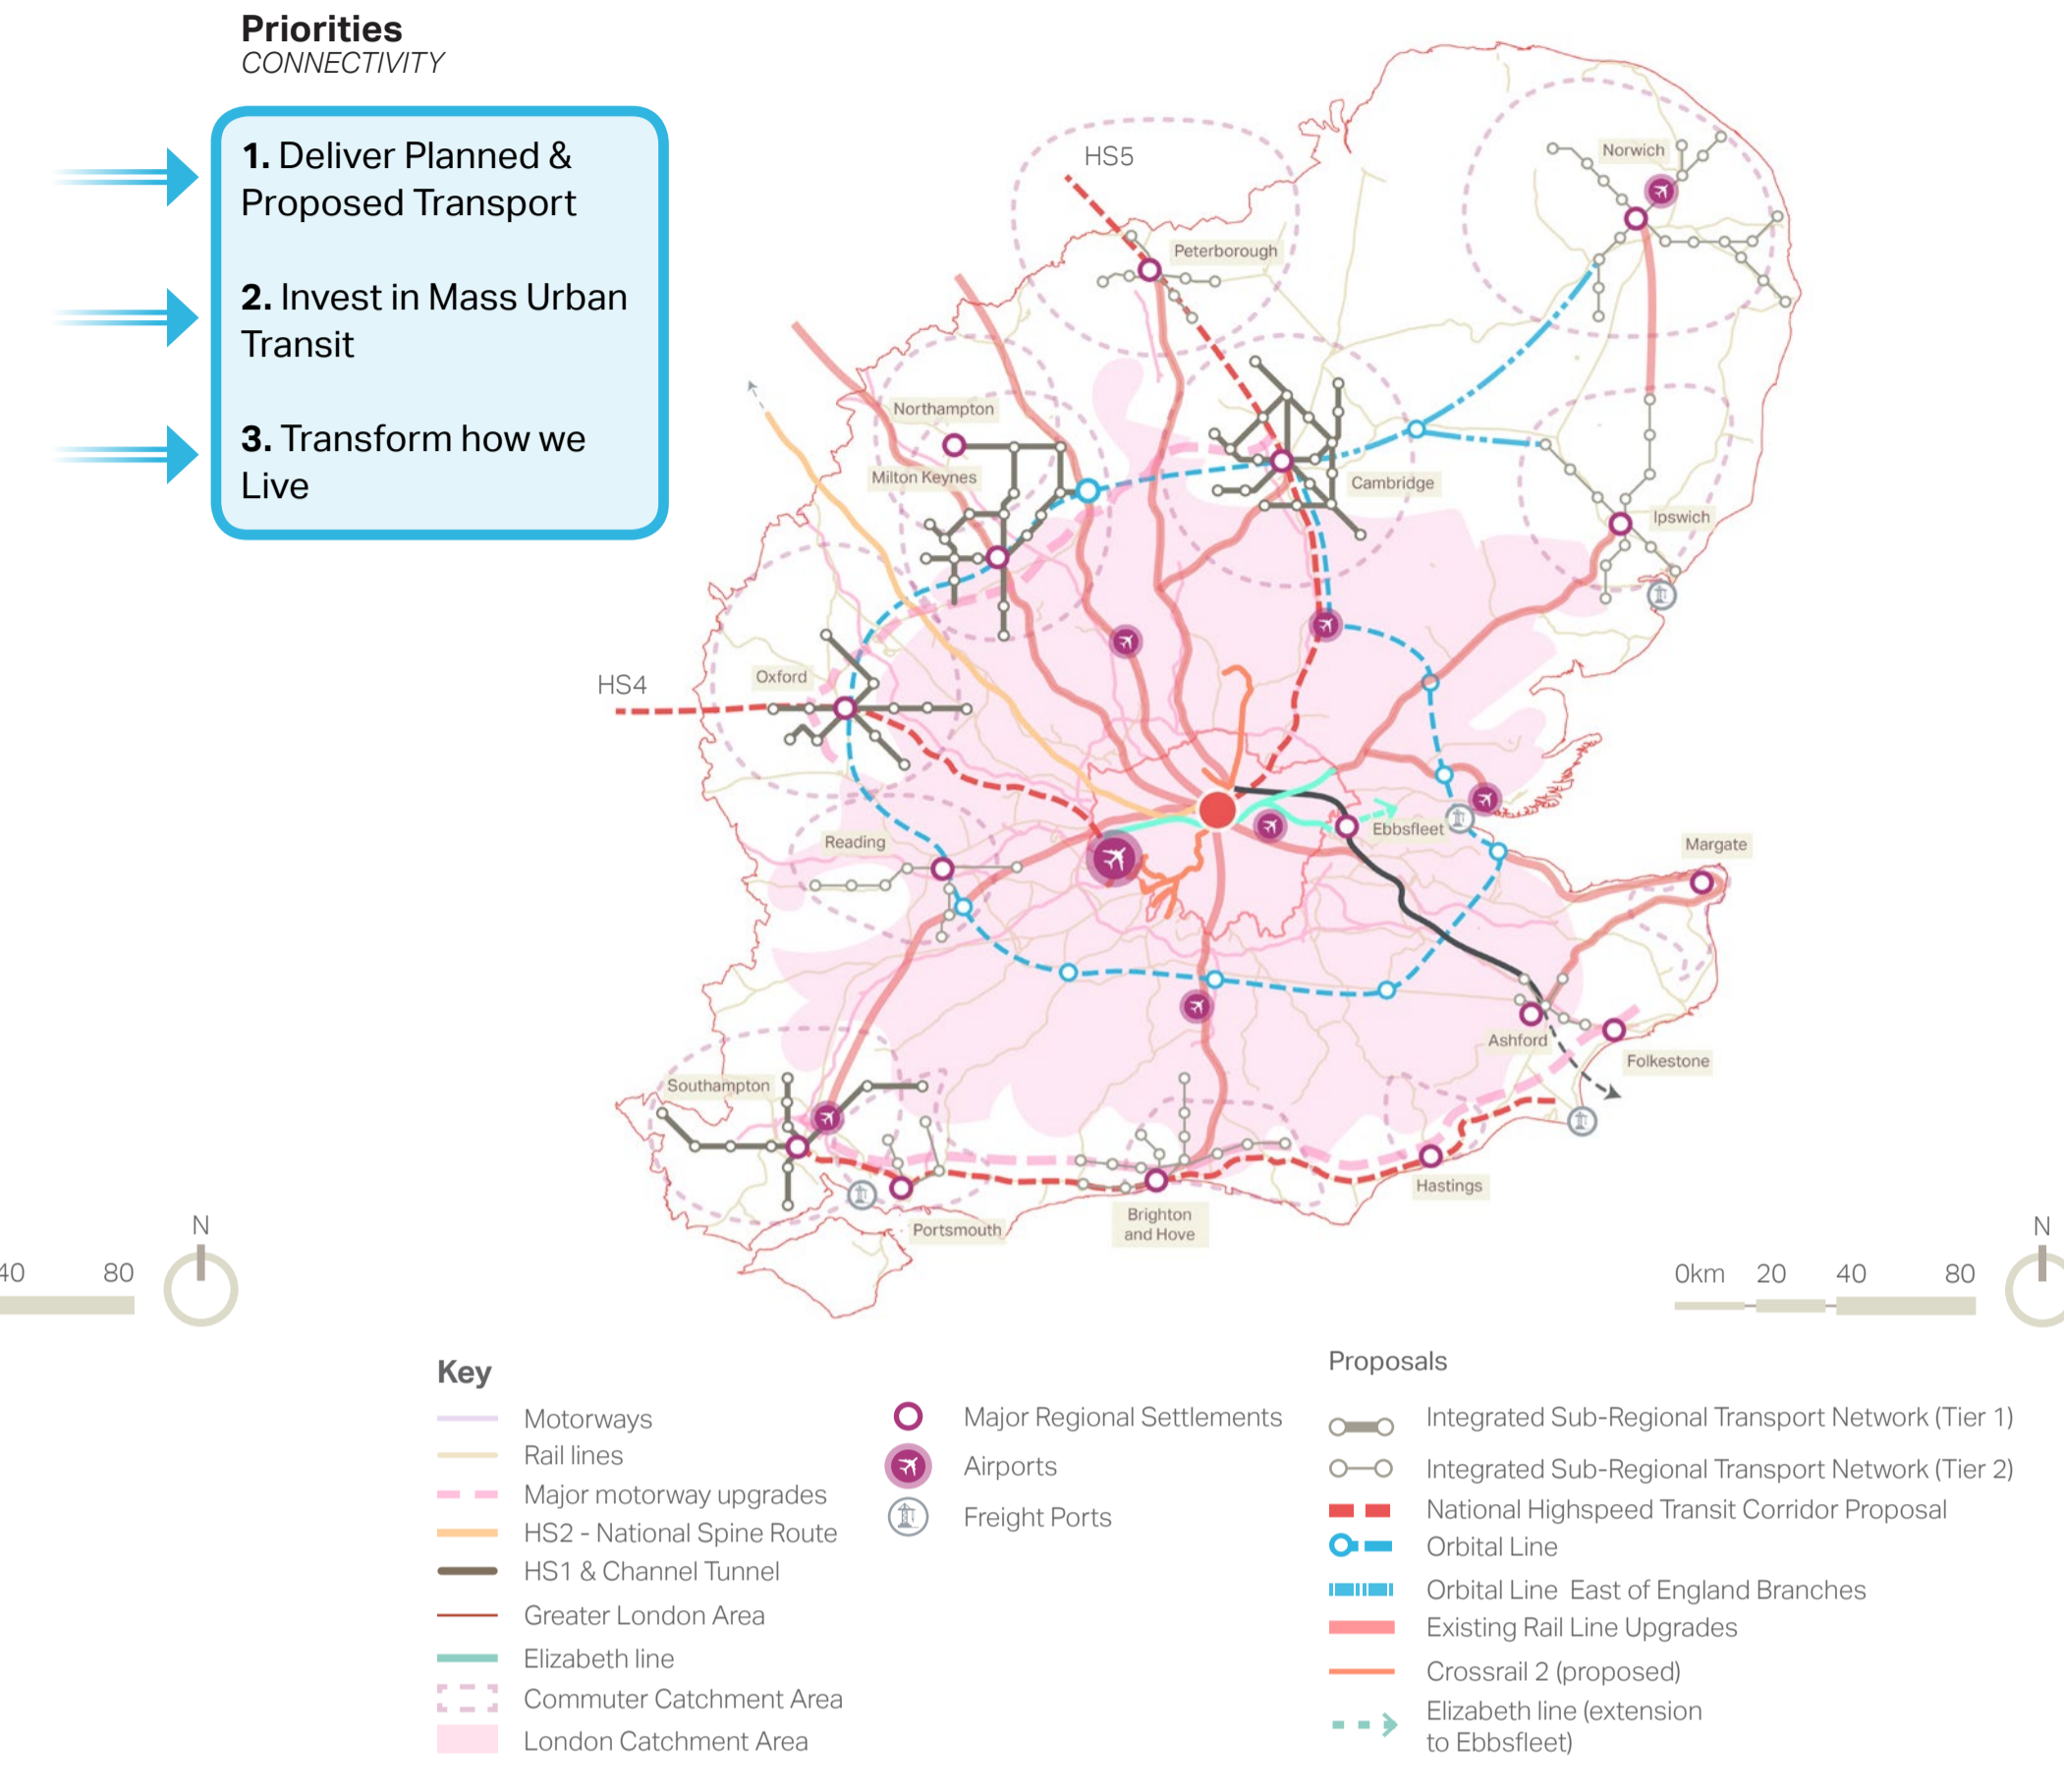 Priorities
CONNECTIVITY
1. Deliver Planned &
Proposed Transport
2. Invest in Mass Urban
Transit
3. Transform how we
Live
HS5
Norwich
Peterborough
Northampton
Milton Keynes
Cambridge
Ipswich
HS4
Oxford
Reading
Ebbsfleet
Margate
Ashford
Folkestone
Southampton
Hastings
Portsmouth
Brighton
and Hove
N
40 80
N
0km 20 40 80
Key
Motorways
Rail lines
Major motorway upgrades
HS2 - National Spine Route
HS1 & Channel Tunnel
Greater London Area
Elizabeth line
Commuter Catchment Area
London Catchment Area
Major Regional Settlements
Airports
Freight Ports
Proposals
Integrated Sub-Regional Transport Network (Tier 1)
Integrated Sub-Regional Transport Network (Tier 2)
National Highspeed Transit Corridor Proposal
Orbital Line
Orbital Line East of England Branches
Existing Rail Line Upgrades
Crossrail 2 (proposed)
Elizabeth line (extension
to Ebbsfleet)